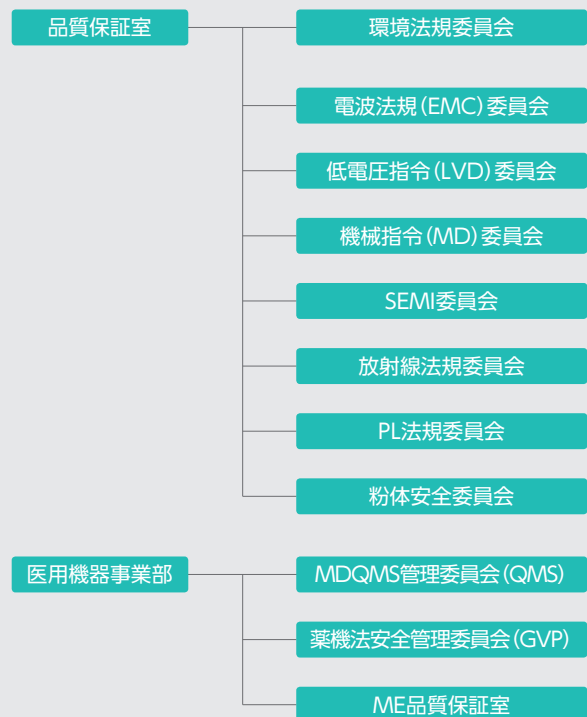 品質保証室
環境法規委員会
電波法規(EMC)委員会
低電圧指令(LVD)委員会
機械指令(MD)委員会
SEMI委員会
放射線法規委員会
PL法規委員会
粉体安全委員会
医用機器事業部
MDQMS管理委員会(QMS)
薬機法安全管理委員会(GVP)
ME品質保証室